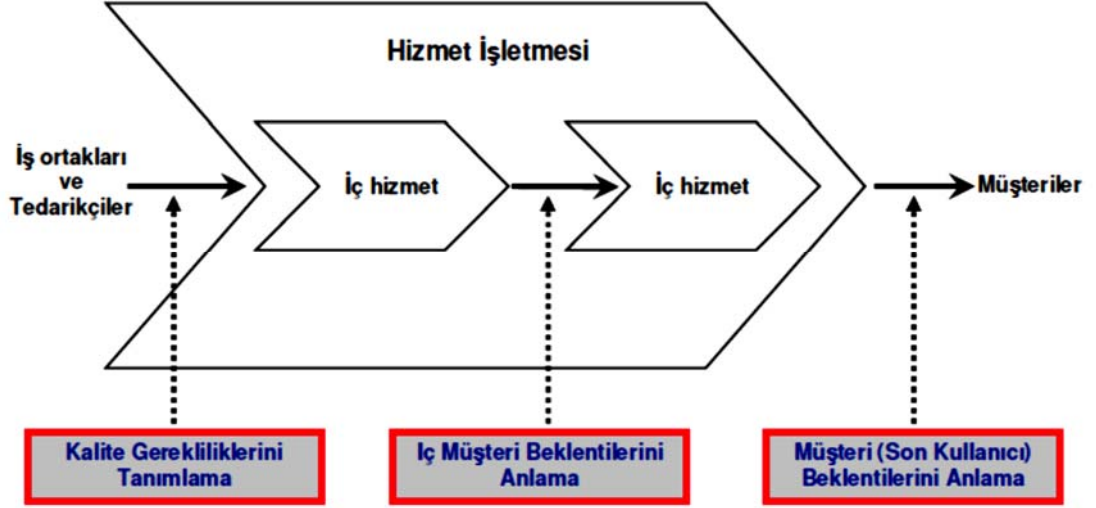 Hizmet İşletmesi
İş ortakları
ve
Tedarikçiler
İç hizmet
İç hizmet
Müşteriler
Kalite Gerekliliklerini
Tanımlama
İç Müşteri Beklentilerini
Anlama
Müşteri (Son Kullanıcı)
Beklentilerini Anlama